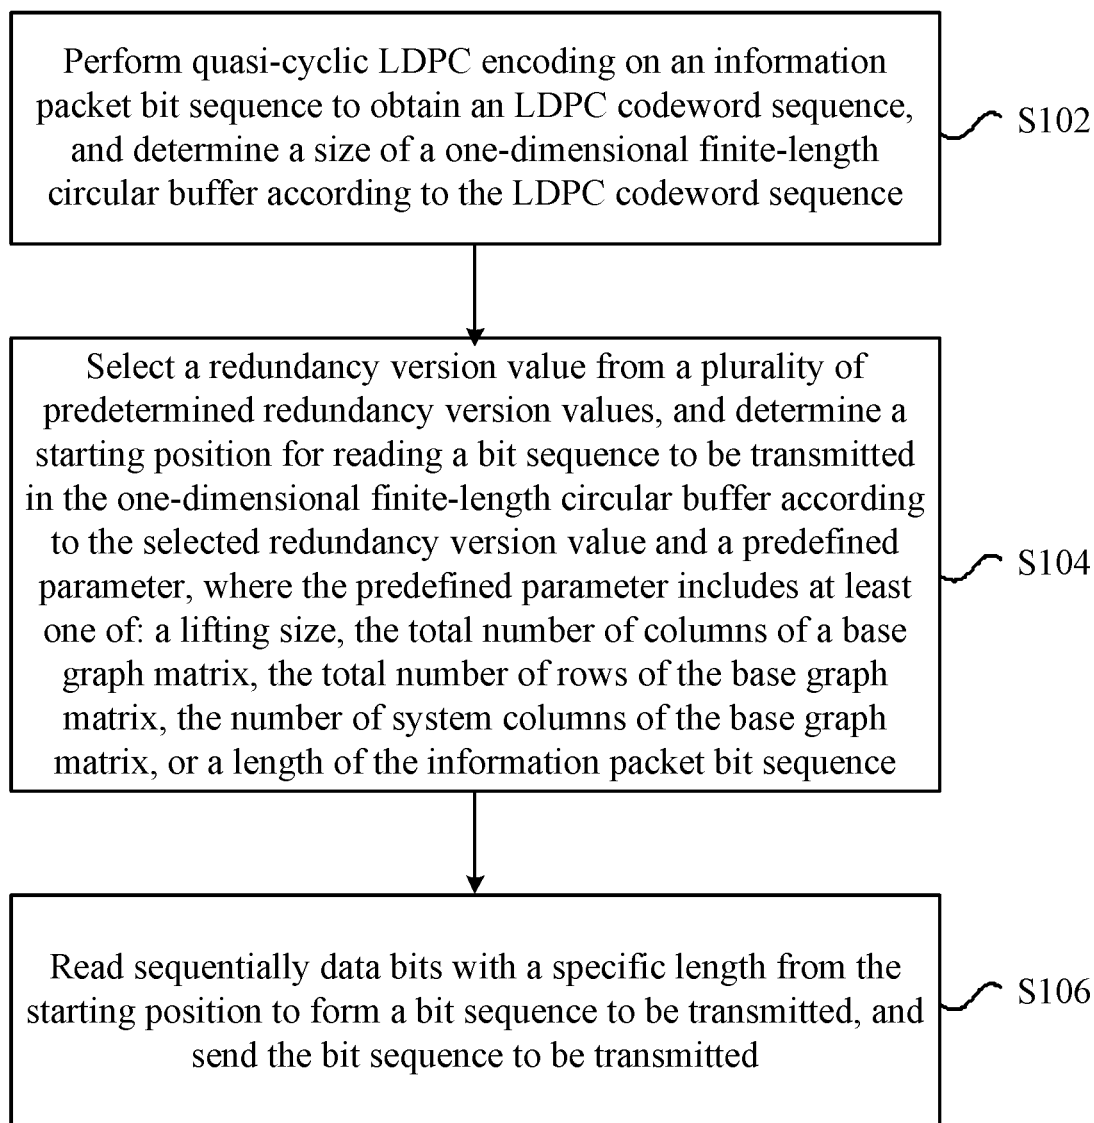 Perform quasi-cyclic LDPC encoding on an information
packet bit sequence to obtain an LDPC codeword sequence,
and determine a size of a one-dimensional finite-length
circular buffer according to the LDPC codeword sequence
S102
Select a redundancy version value from a plurality of
predetermined redundancy version values, and determine a
starting position for reading a bit sequence to be transmitted
in the one-dimensional finite-length circular buffer according
to the selected redundancy version value and a predefined
parameter, where the predefined parameter includes at least
one of: a lifting size, the total number of columns of a base
graph matrix, the total number of rows of the base graph
matrix, the number of system columns of the base graph
matrix, or a length of the information packet bit sequence
S104
Read sequentially data bits with a specific length from the
starting position to form a bit sequence to be transmitted, and
send the bit sequence to be transmitted
S106